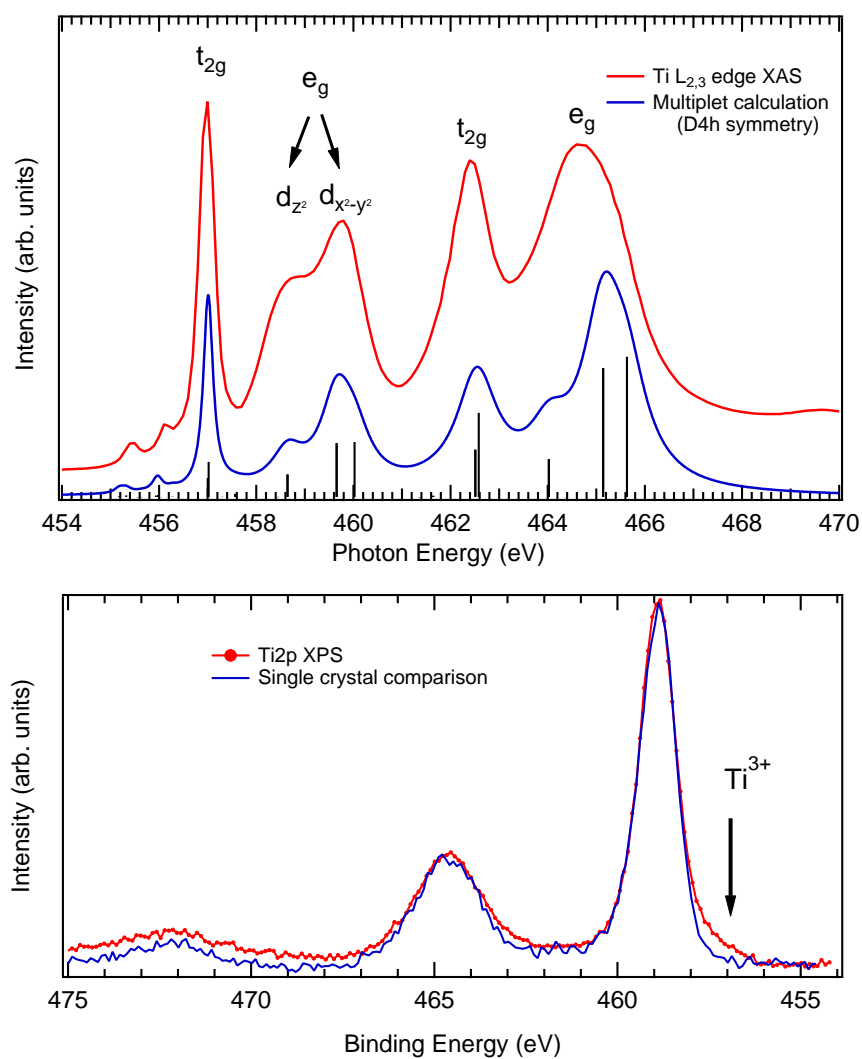 t2g
eg
dz²
dx²-y²
t2g
eg
Ti L2,3 edge XAS
Multiplet calculation
(D4h symmetry)
Intensity (arb. units)
454 456 458 460 462 464 466 468 470
Photon Energy (eV)
Ti2p XPS
Single crystal comparison
Ti3+
Intensity (arb. units)
475 470 465 460 455
Binding Energy (eV)